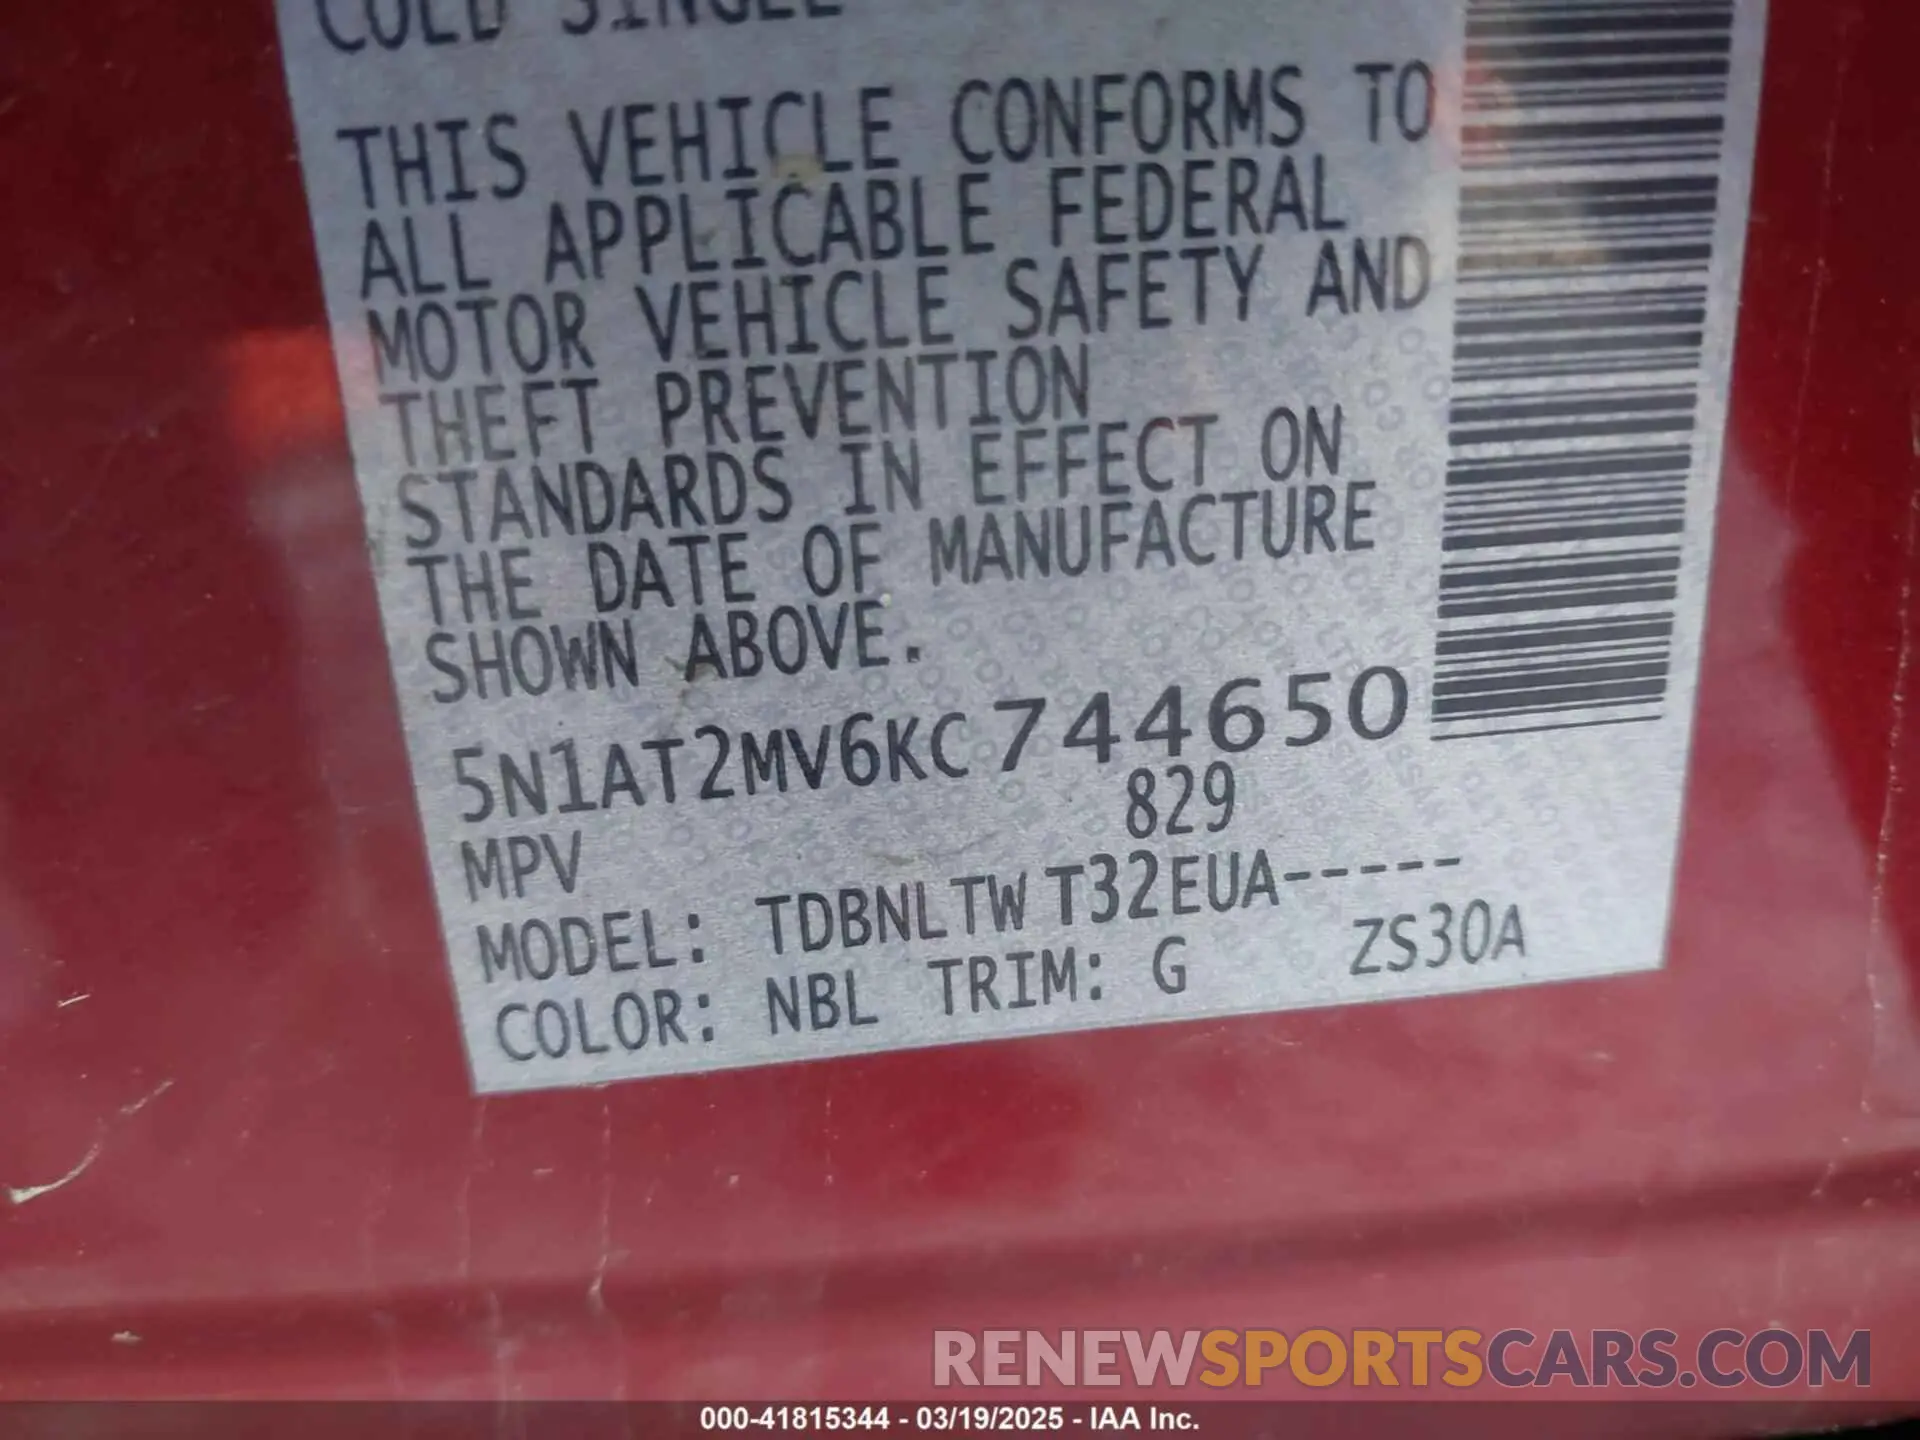 COLD SINGLE
THIS VEHICLE CONFORMS TO
ALL APPLICABLE FEDERAL
MOTOR VEHICLE SAFETY AND
THEFT PREVENTION
STANDARDS IN EFFECT ON
THE DATE OF MANUFACTURE
SHOWN ABOVE.
5N1AT2MV6KC744650
MPV 829
MODEL: TDBNLTW T32EUA-----
COLOR: NBL TRIM: G ZS30A
RENEWSPORTSCARS.COM
000-41815344 - 03/19/2025 - IAA Inc.